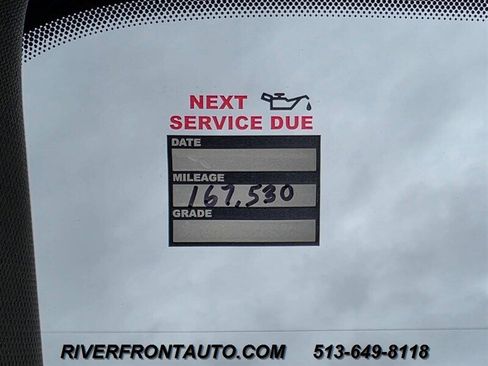 NEXT
SERVICE DUE
DATE
MILEAGE
167,530
GRADE
RIVERFRONTAUTO.COM 513-649-8118